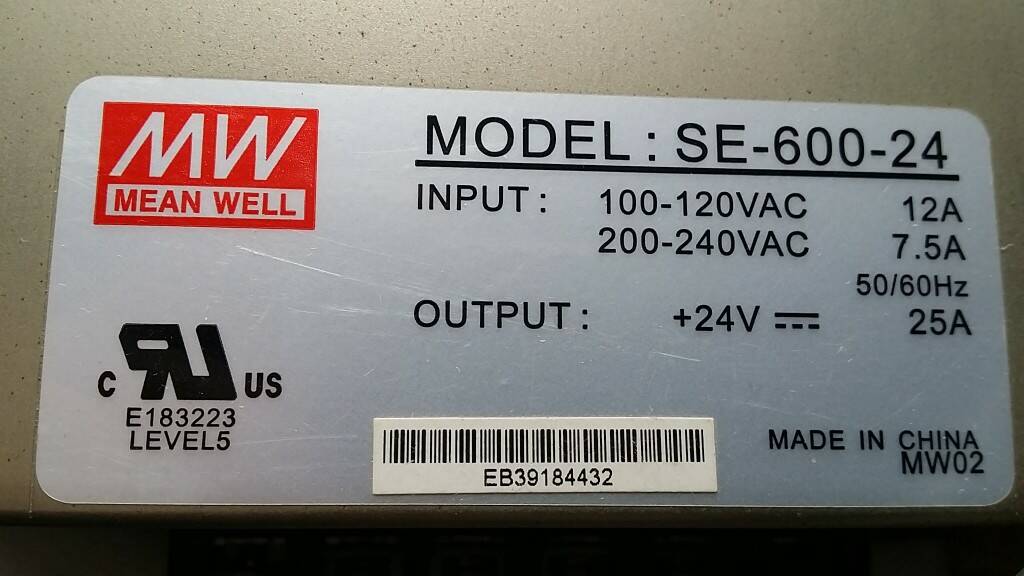 MW
MEAN WELL
MODEL : SE-600-24
INPUT : 100-120VAC 12A
200-240VAC 7.5A
50/60Hz
OUTPUT : +24V ⎓ 25A
C RU US
E183223
LEVEL5
EB39184432
MADE IN CHINA
MW02